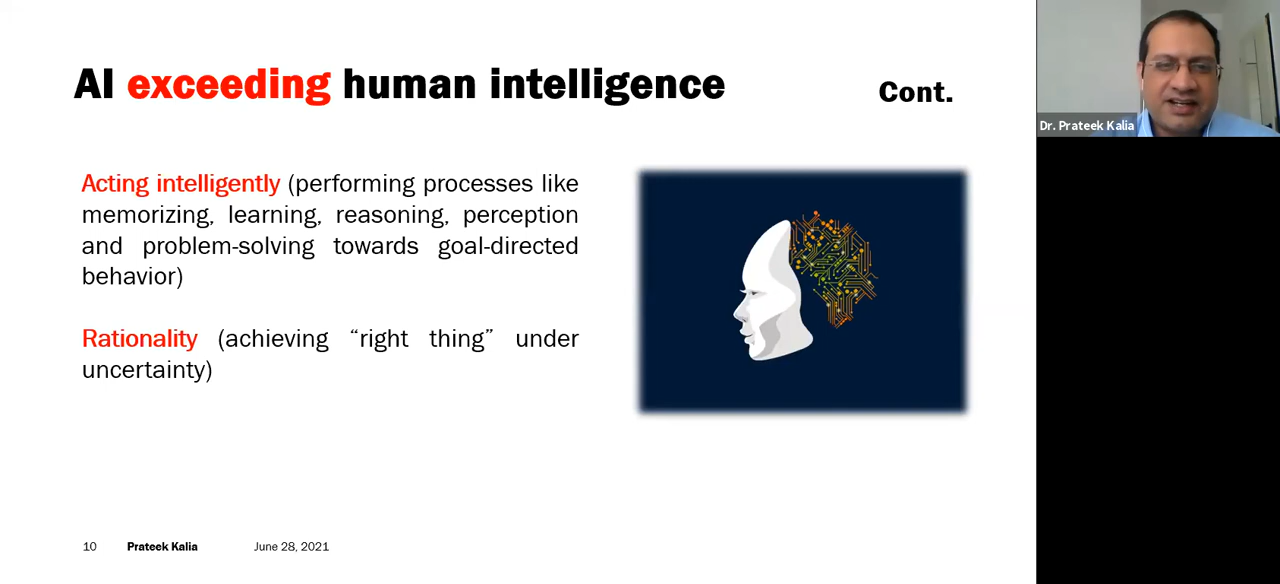 AI exceeding human intelligence
Cont.
Dr. Prateek Kalia
Acting intelligently (performing processes like
memorizing, learning, reasoning, perception
and problem-solving towards goal-directed
behavior)
Rationality (achieving “right thing” under
uncertainty)
10 Prateek Kalia June 28, 2021